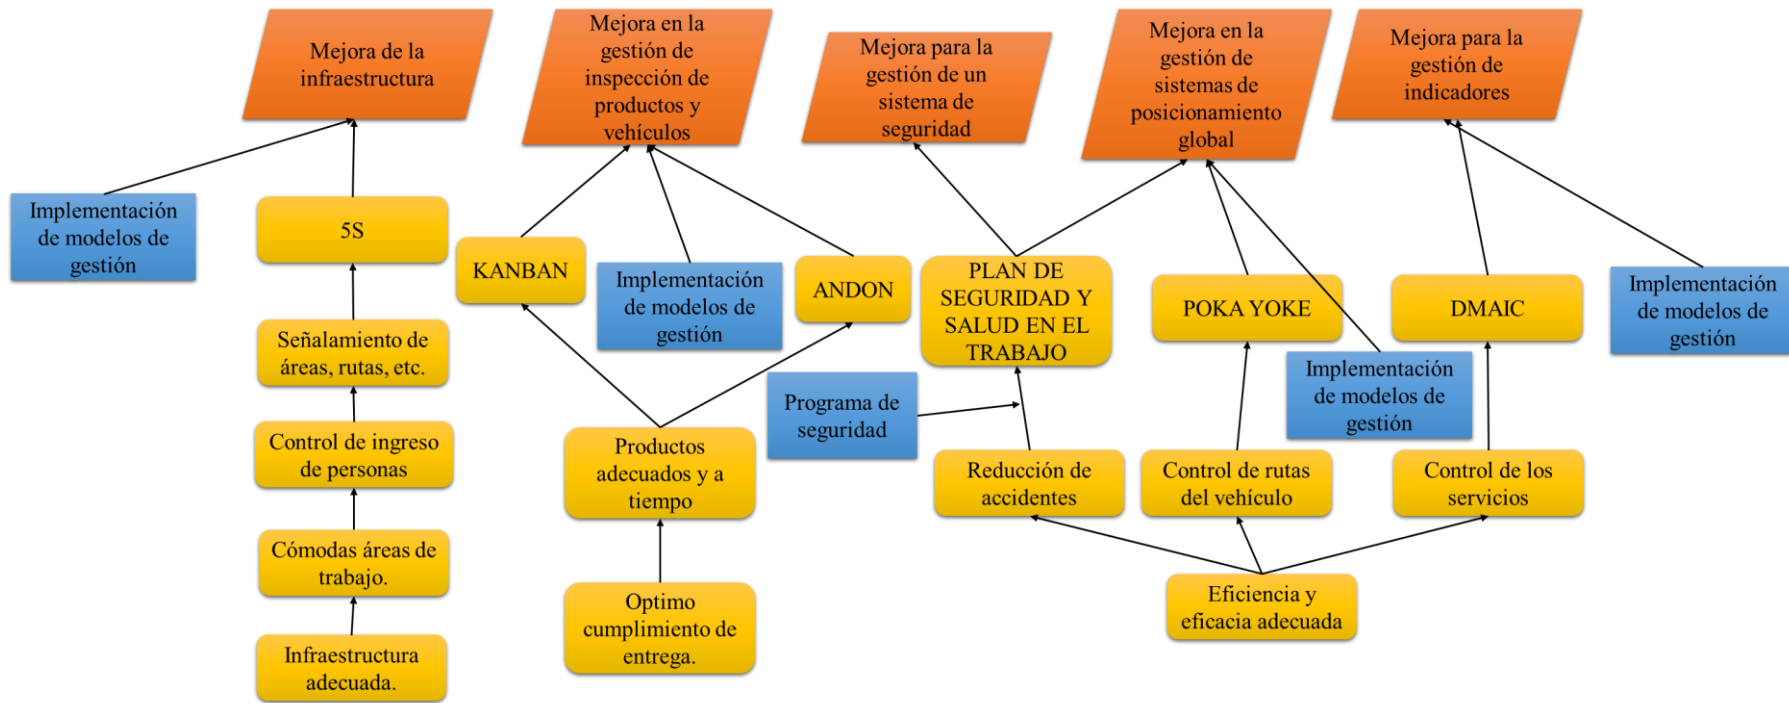 Mejora de la
infraestructura
Mejora en la
gestión de
inspección de
productos y
vehículos
Mejora para la
gestión de un
sistema de
seguridad
Mejora en la
gestión de
sistemas de
posicionamiento
global
Mejora para la
gestión de
indicadores
Implementación
de modelos de
gestión
5S
KANBAN
Implementación
de modelos de
gestión
ANDON
PLAN DE
SEGURIDAD Y
SALUD EN EL
TRABAJO
POKA YOKE
DMAIC
Implementación
de modelos de
gestión
Señalamiento de
áreas, rutas, etc.
Programa de
seguridad
Implementación
de modelos de
gestión
Control de ingreso
de personas
Productos
adecuados y a
tiempo
Reducción de
accidentes
Control de rutas
del vehículo
Control de los
servicios
Cómodas áreas de
trabajo.
Optimo
cumplimiento de
entrega.
Eficiencia y
eficacia adecuada
Infraestructura
adecuada.